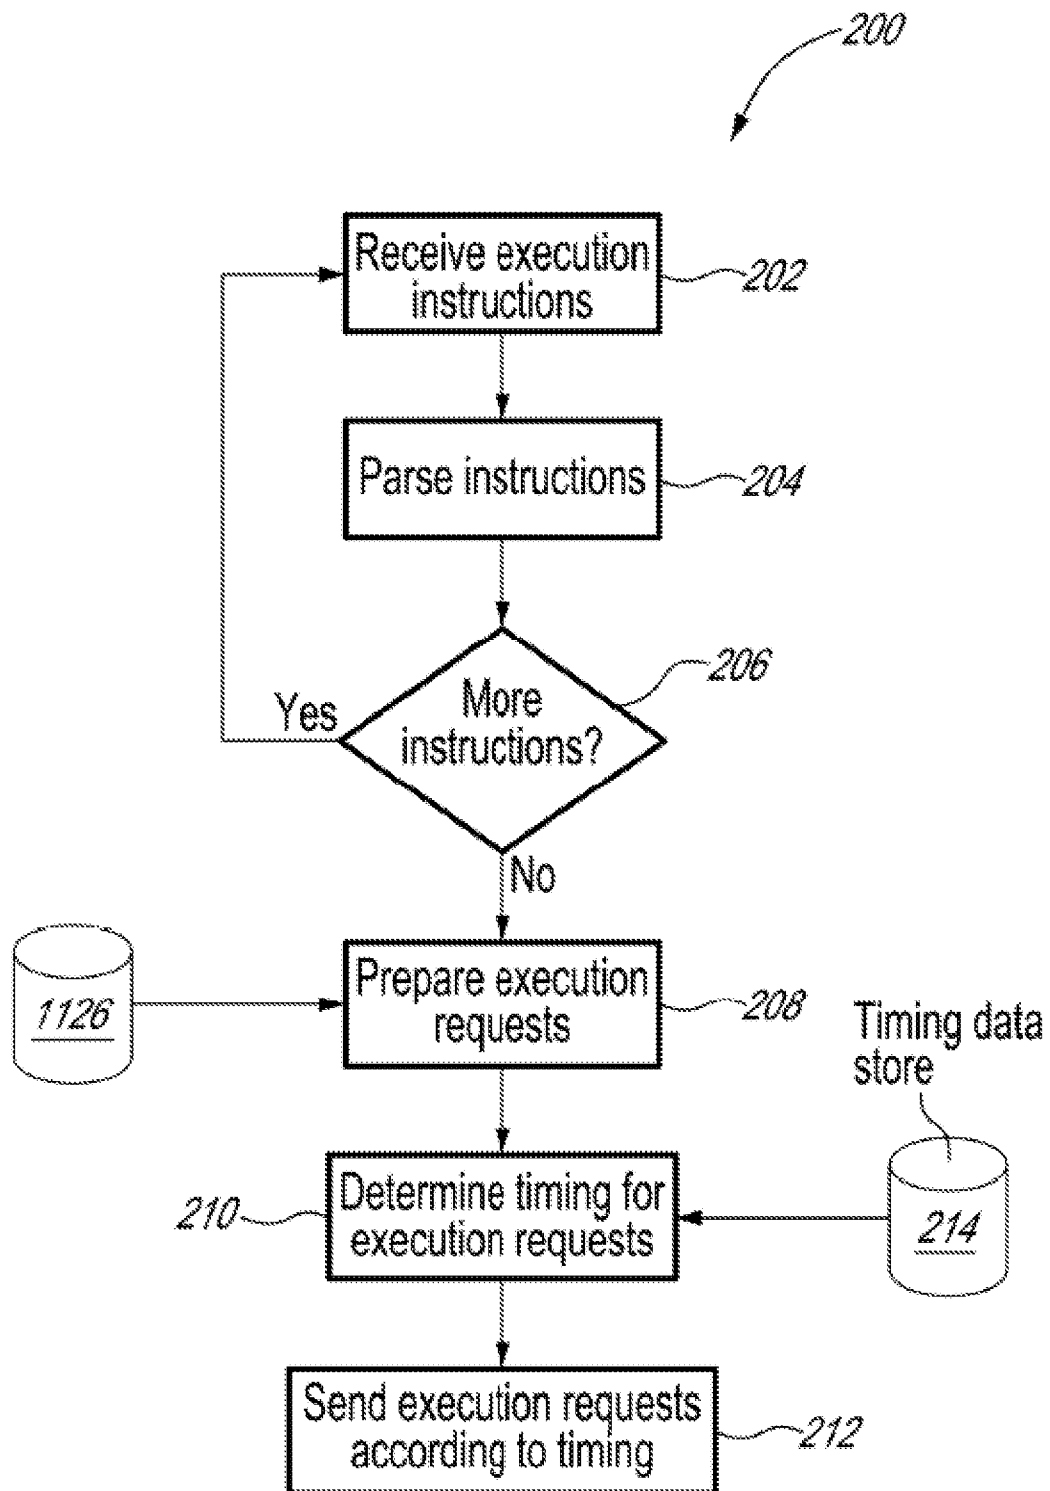 200
Receive execution
instructions
202
Parse instructions
204
206
More
instructions?
Yes
No
1126
Prepare execution
requests
208
Timing data
store
210
Determine timing for
execution requests
214
Send execution requests
according to timing
212